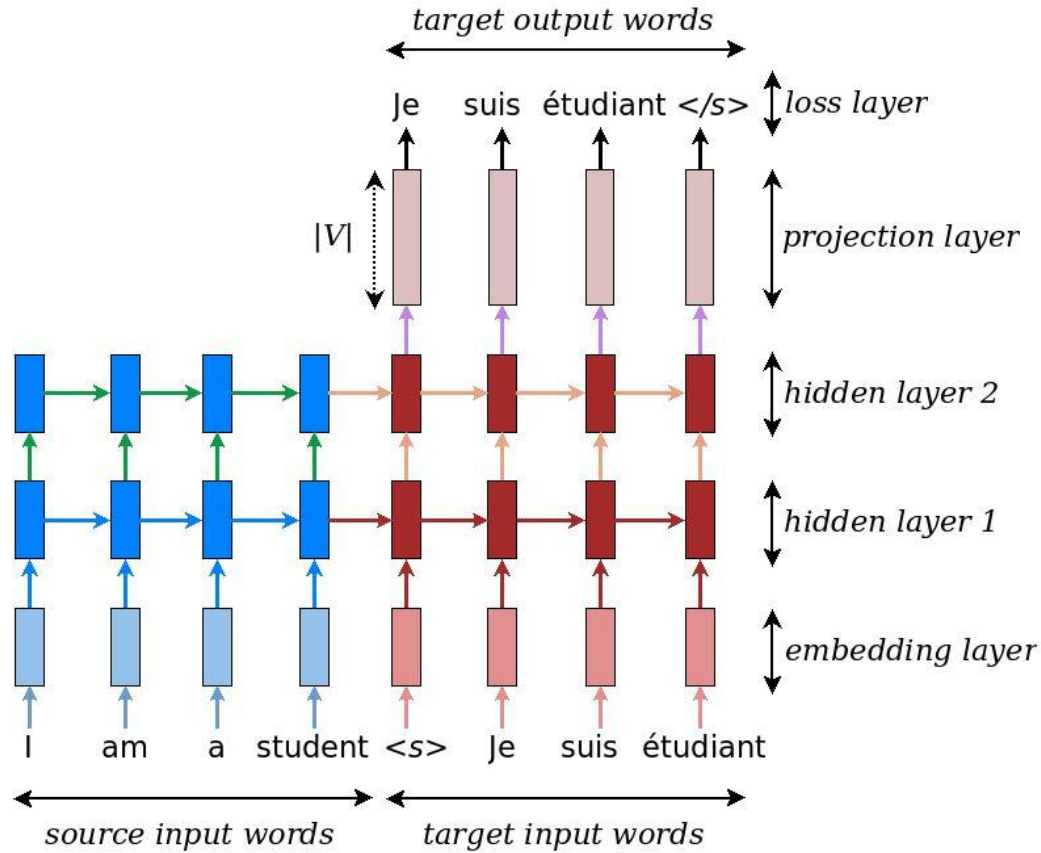 target output words
Je suis étudiant </s> loss layer
|V| projection layer
hidden layer 2
hidden layer 1
embedding layer
I am a student <s> Je suis étudiant
source input words target input words